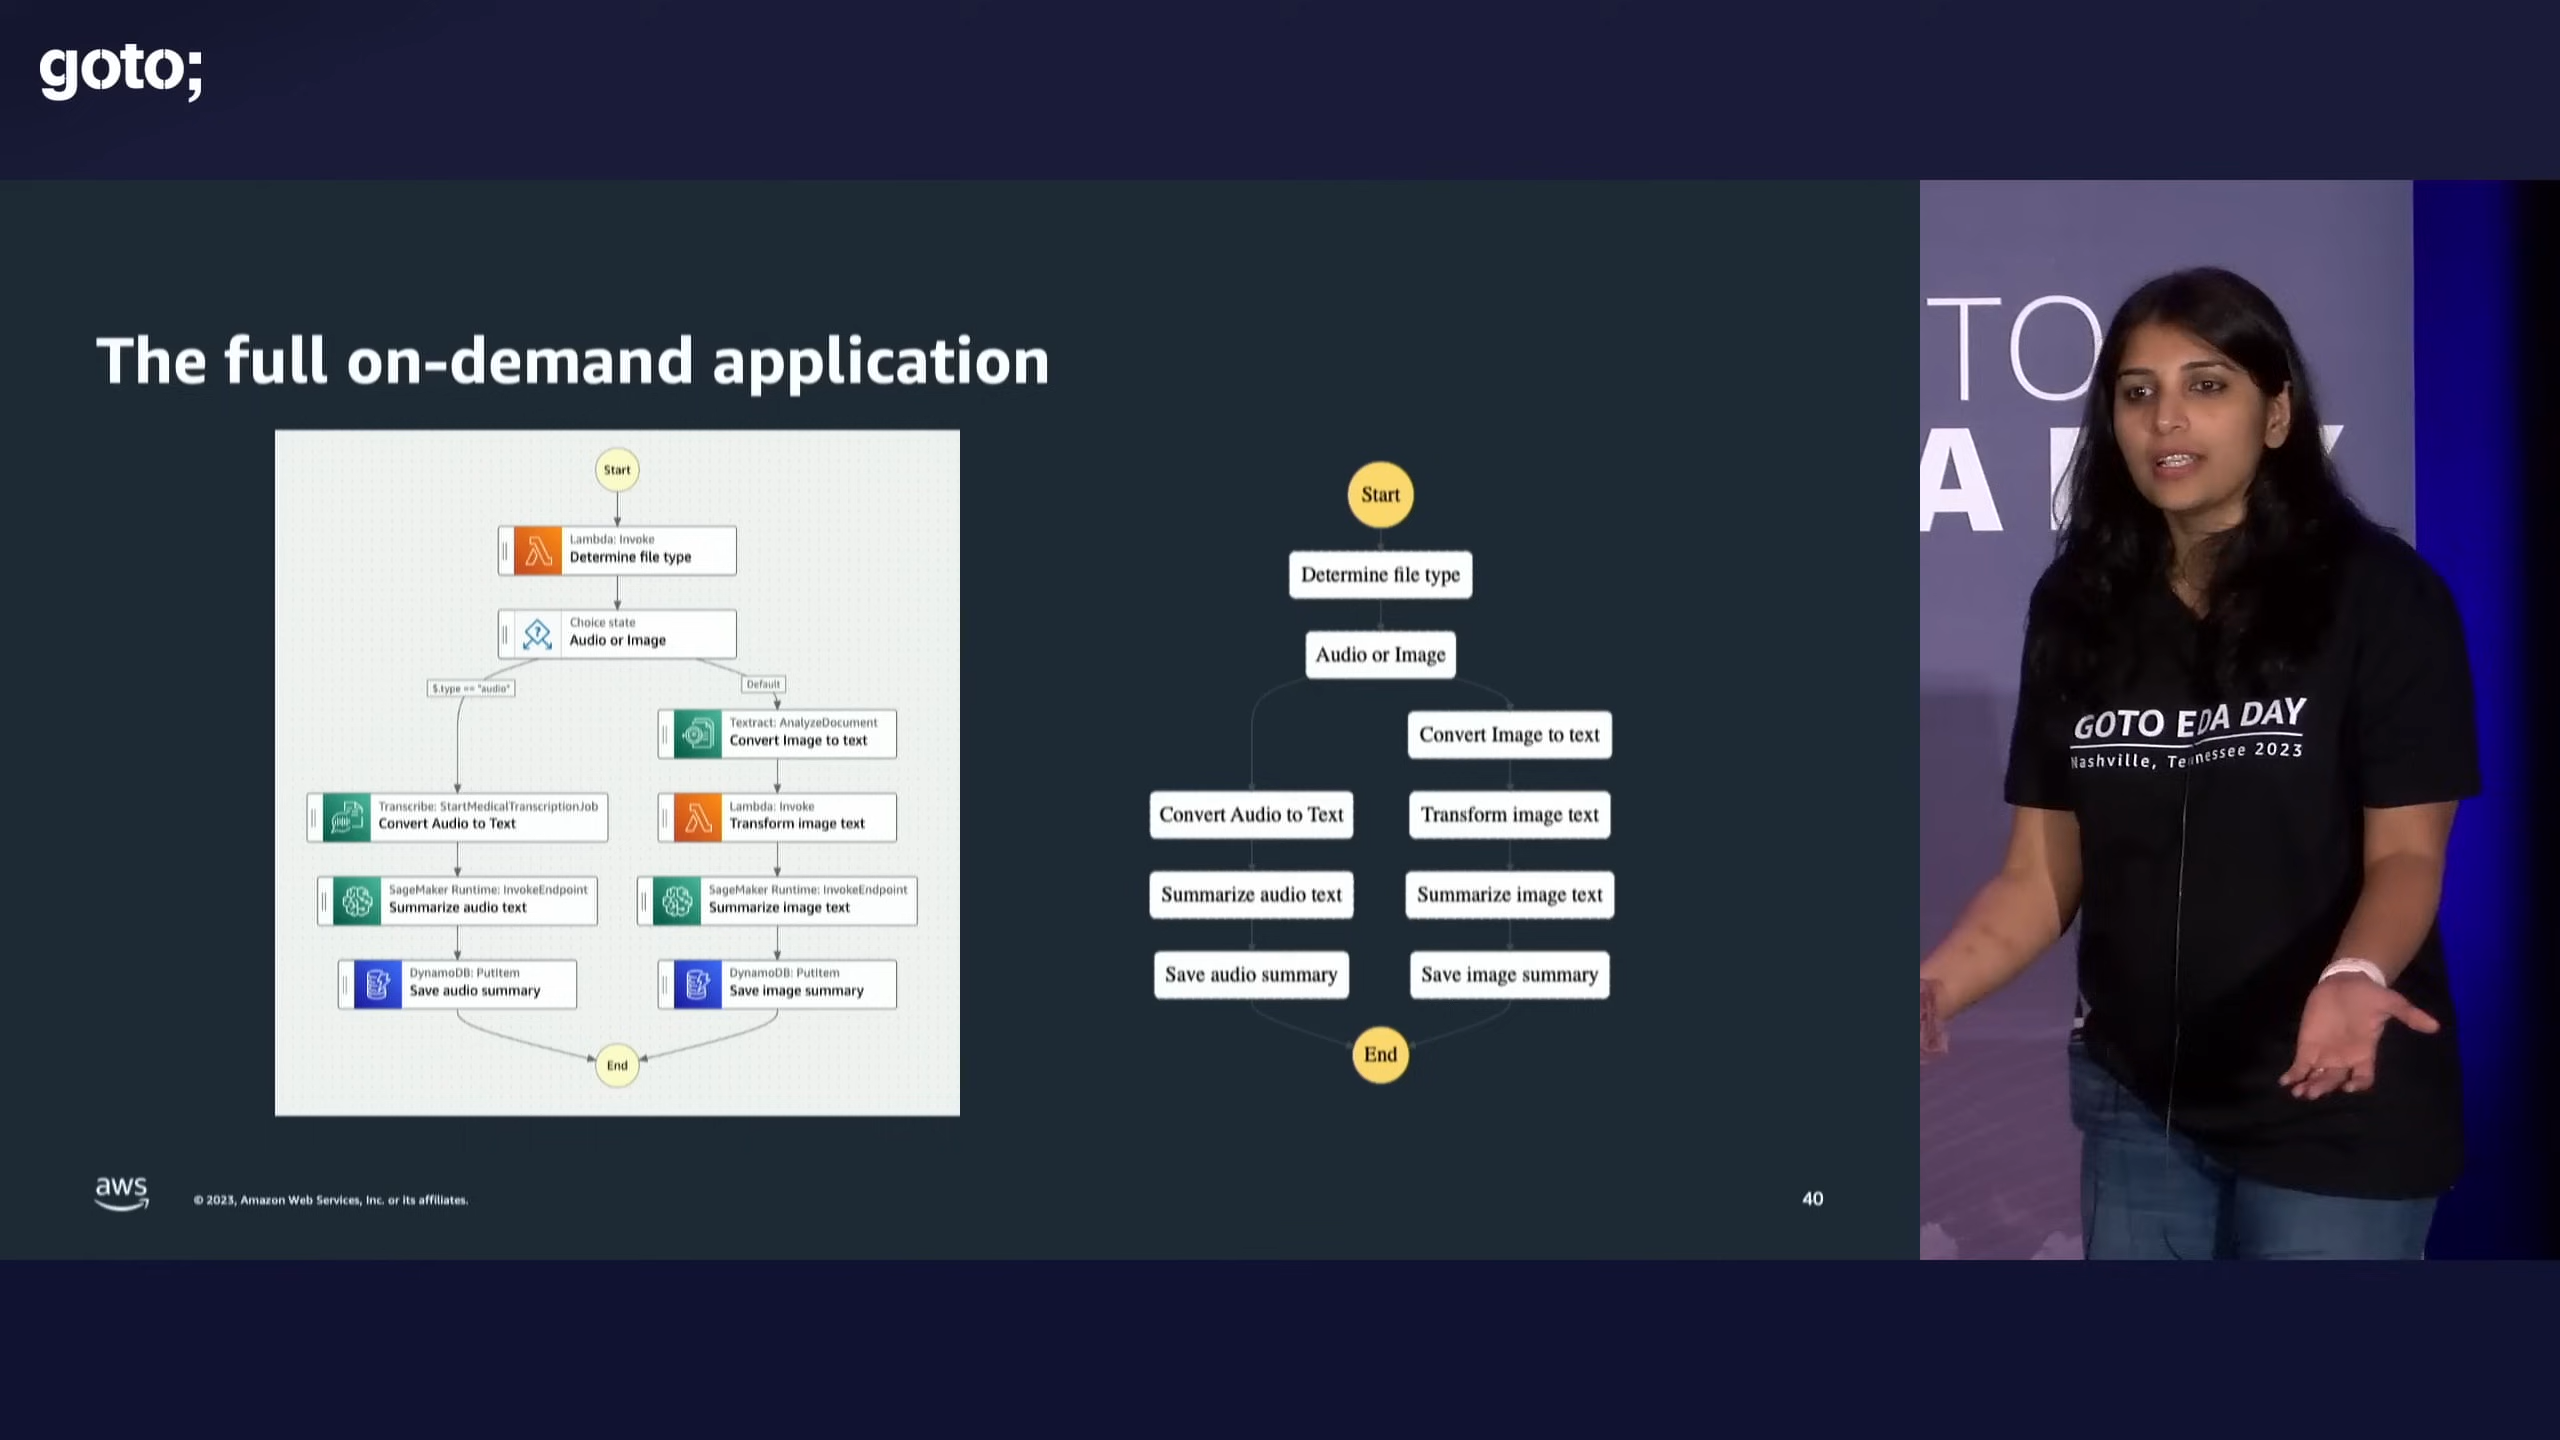 goto;
The full on-demand application
Start
Lambda: Invoke
Determine file type
Choice state
Audio or Image
$.type == "audio"
Default
Textract: AnalyzeDocument
Convert Image to text
Transcribe: StartMedicalTranscriptionJob
Convert Audio to Text
Lambda: Invoke
Transform image text
SageMaker Runtime: InvokeEndpoint
Summarize audio text
SageMaker Runtime: InvokeEndpoint
Summarize image text
DynamoDB: PutItem
Save audio summary
DynamoDB: PutItem
Save image summary
End
Start
Determine file type
Audio or Image
Convert Image to text
Convert Audio to Text
Transform image text
Summarize audio text
Summarize image text
Save audio summary
Save image summary
End
aws
© 2023, Amazon Web Services, Inc. or its affiliates.
40
TO
GOTO EDA DAY
Nashville, Tennessee 2023